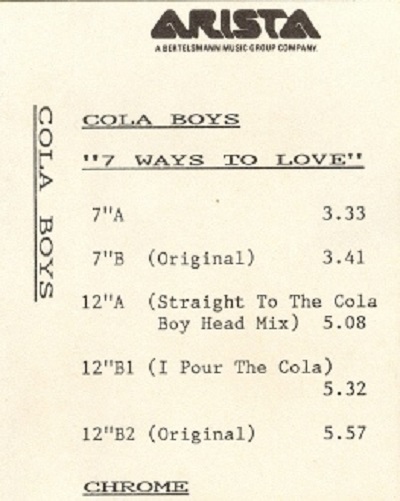 ARISTA
A BERTELSMANN MUSIC GROUP COMPANY.
COLA BOYS
COLA BOYS
"7 WAYS TO LOVE"
7"A 3.33
7"B (Original) 3.41
12"A (Straight To The Cola
Boy Head Mix) 5.08
12"B1 (I Pour The Cola)
5.32
12"B2 (Original) 5.57
CHROME